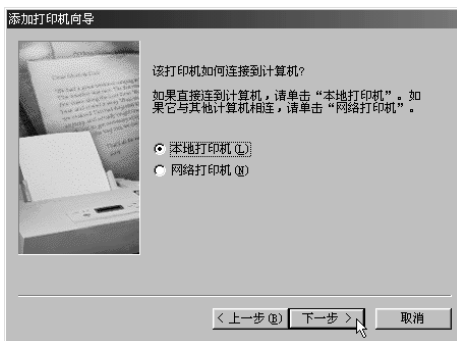 添加打印机向导
该打印机如何连接到计算机?
如果直接连到计算机，请单击“本地打印机”。如
果它与其他计算机相连，请单击“网络打印机”。
本地打印机(L)
网络打印机(N)
< 上一步(B) 下一步 > 取消